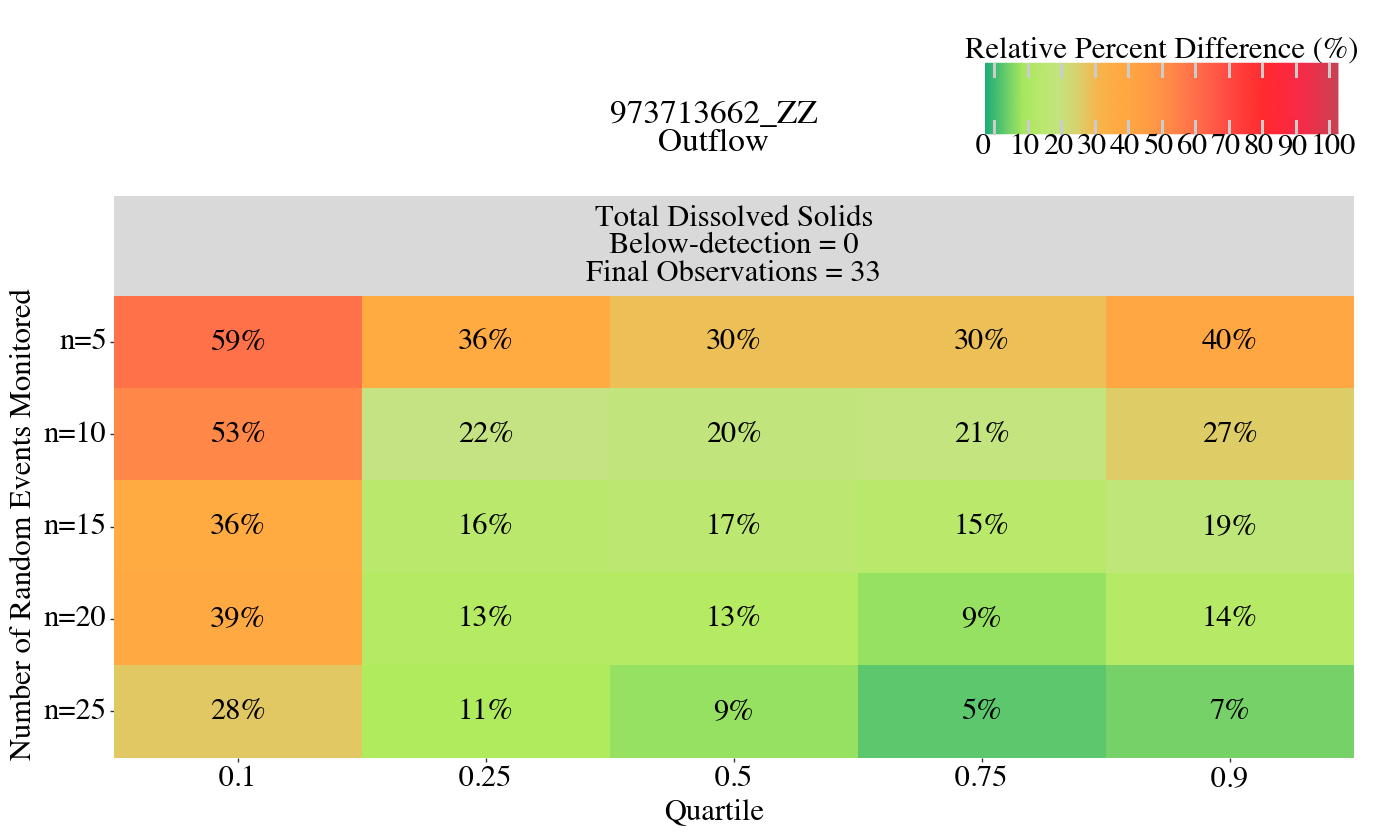 Relative Percent Difference (%)
0 10 20 30 40 50 60 70 80 90 100
973713662_ZZ
Outflow
Total Dissolved Solids
Below-detection = 0
Final Observations = 33
Number of Random Events Monitored
n=5 59% 36% 30% 30% 40%
n=10 53% 22% 20% 21% 27%
n=15 36% 16% 17% 15% 19%
n=20 39% 13% 13% 9% 14%
n=25 28% 11% 9% 5% 7%
0.1 0.25 0.5 0.75 0.9
Quartile